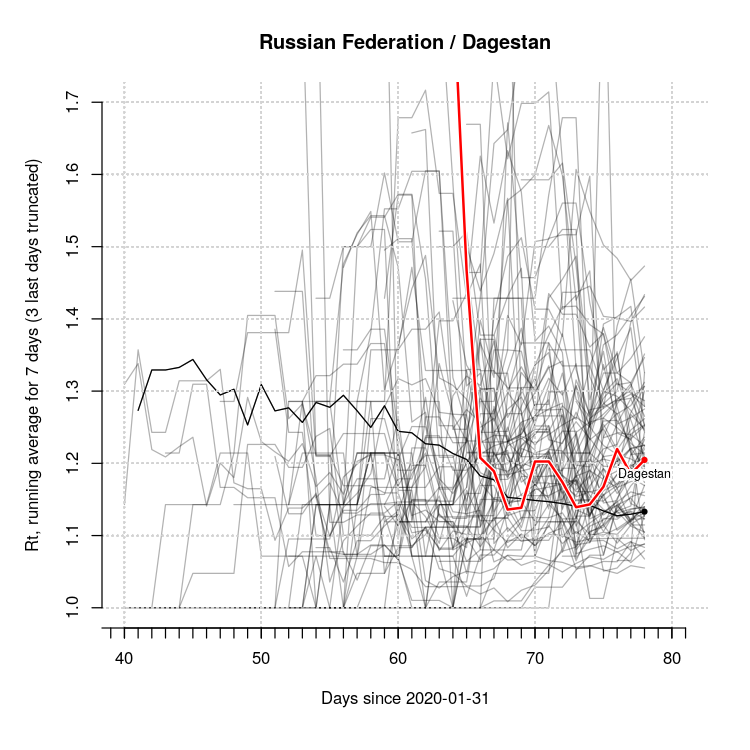 Russian Federation / Dagestan
Rt, running average for 7 days (3 last days truncated)
1.7
1.6
1.5
1.4
1.3
1.2
1.1
1.0
Dagestan
40 50 60 70 80
Days since 2020-01-31